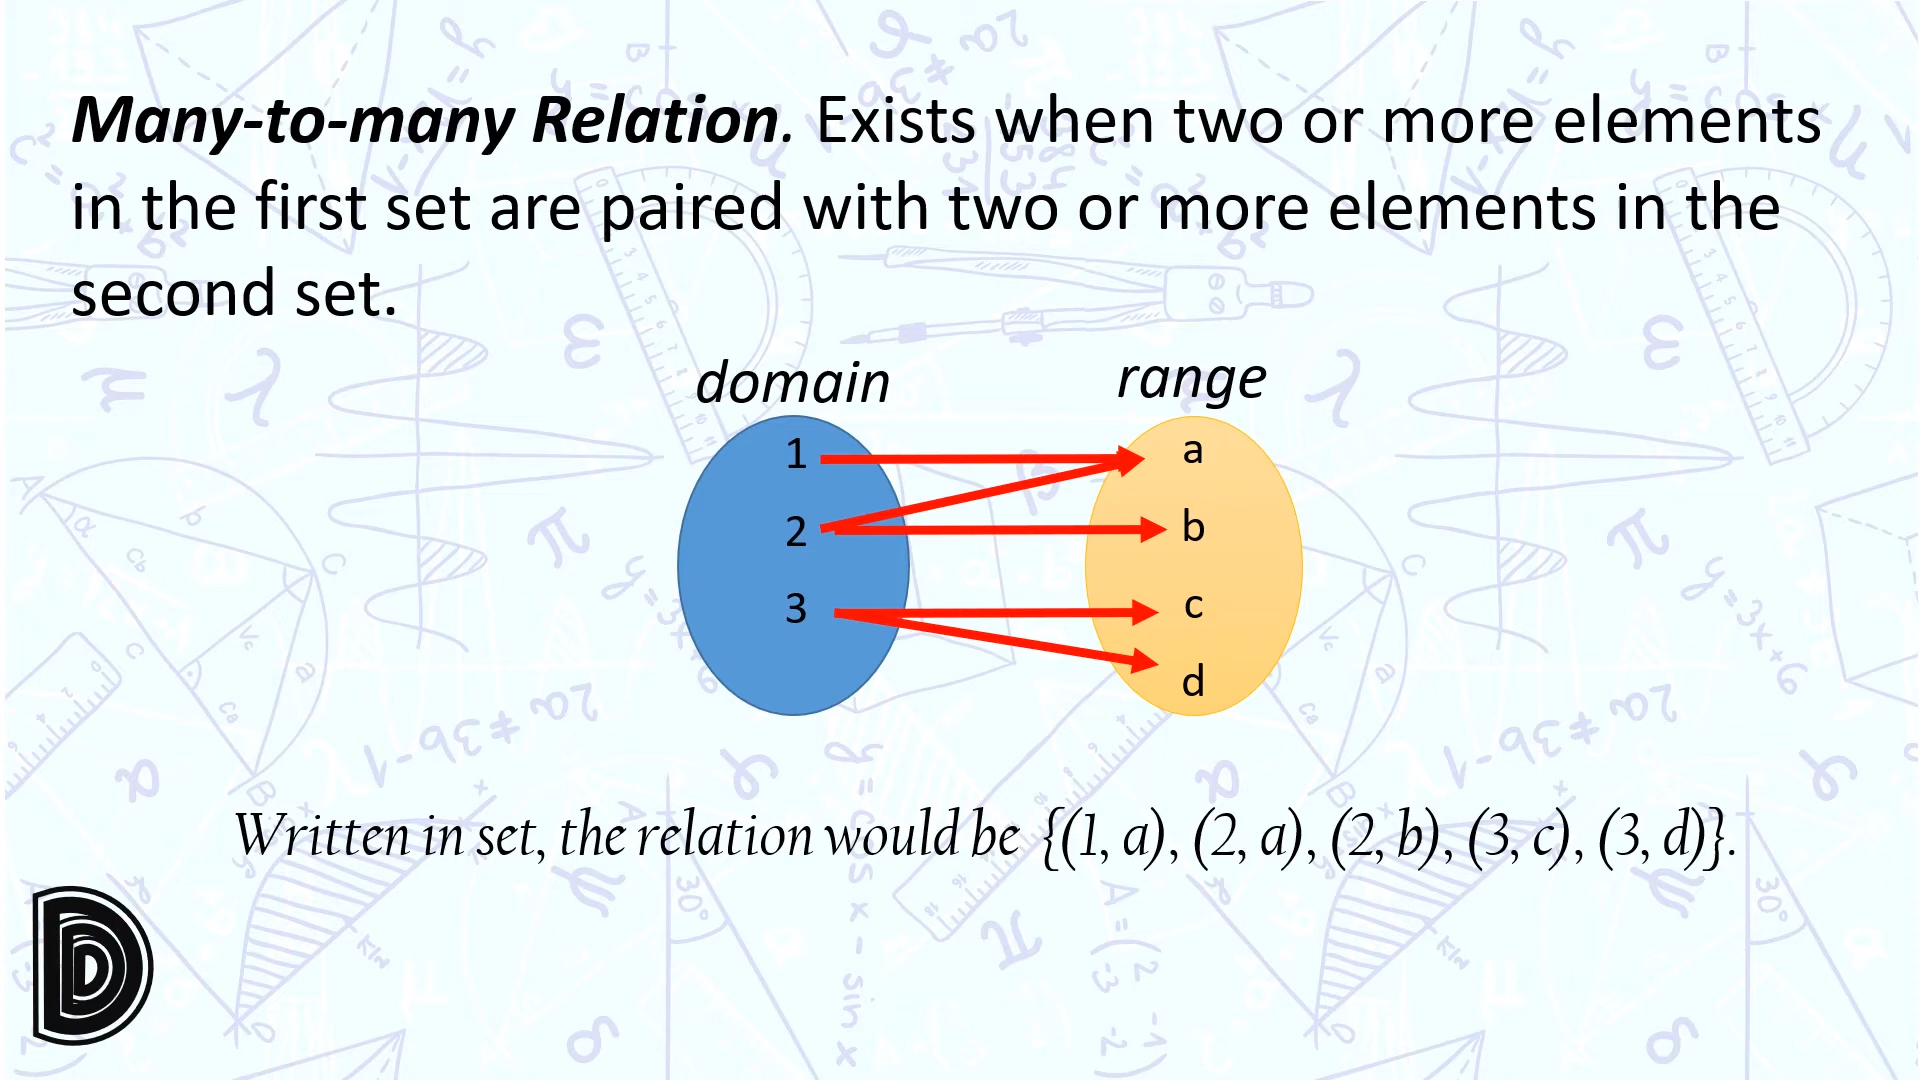 Many-to-many Relation. Exists when two or more elements
in the first set are paired with two or more elements in the
second set.
domain range
1 a
2 b
3 c
d
Written in set, the relation would be {(1, a), (2, a), (2, b), (3, c), (3, d)}.